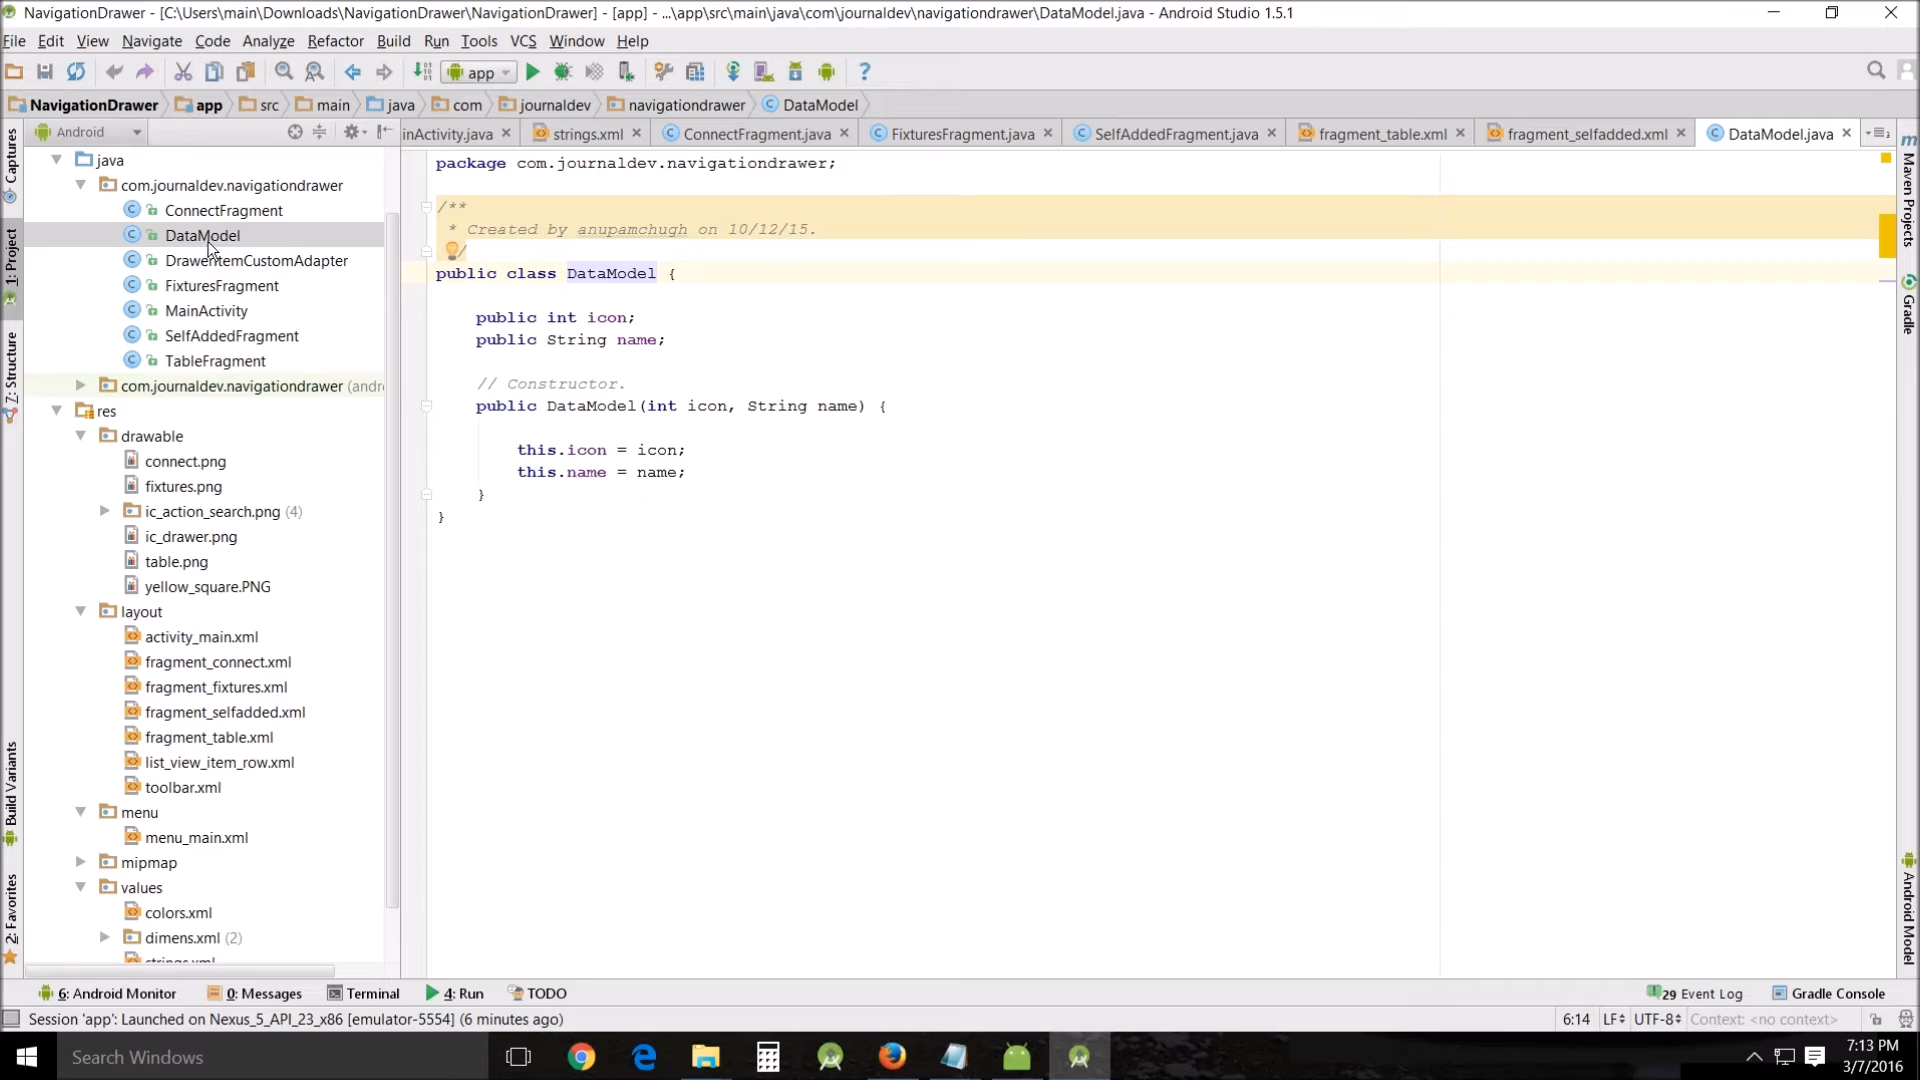 NavigationDrawer - [C:\Users\main\Downloads\NavigationDrawer\NavigationDrawer] - [app] - ...\app\src\main\java\com\journaldev\navigationdrawer\DataModel.java - Android Studio 1.5.1
File Edit View Navigate Code Analyze Refactor Build Run Tools VCS Window Help
app
NavigationDrawer app src main java com journaldev navigationdrawer DataModel
Android
inActivity.java strings.xml ConnectFragment.java FixturesFragment.java SelfAddedFragment.java fragment_table.xml fragment_selfadded.xml DataModel.java
Captures
1: Project
7: Structure
Build Variants
2: Favorites
java
com.journaldev.navigationdrawer
ConnectFragment
DataModel
DrawerItemCustomAdapter
FixturesFragment
MainActivity
SelfAddedFragment
TableFragment
com.journaldev.navigationdrawer (andr
res
drawable
connect.png
fixtures.png
ic_action_search.png (4)
ic_drawer.png
table.png
yellow_square.PNG
layout
activity_main.xml
fragment_connect.xml
fragment_fixtures.xml
fragment_selfadded.xml
fragment_table.xml
list_view_item_row.xml
toolbar.xml
menu
menu_main.xml
mipmap
values
colors.xml
dimens.xml (2)
strings.xml
package com.journaldev.navigationdrawer;
/**
* Created by anupamchugh on 10/12/15.
/
public class DataModel {
public int icon;
public String name;
// Constructor.
public DataModel(int icon, String name) {
this.icon = icon;
this.name = name;
}
}
Maven Projects
Gradle
Android Model
6: Android Monitor 0: Messages Terminal 4: Run TODO
29 Event Log Gradle Console
Session 'app': Launched on Nexus_5_API_23_x86 [emulator-5554] (6 minutes ago)
6:14 LF UTF-8 Context: <no context>
Search Windows
7:13 PM
3/7/2016